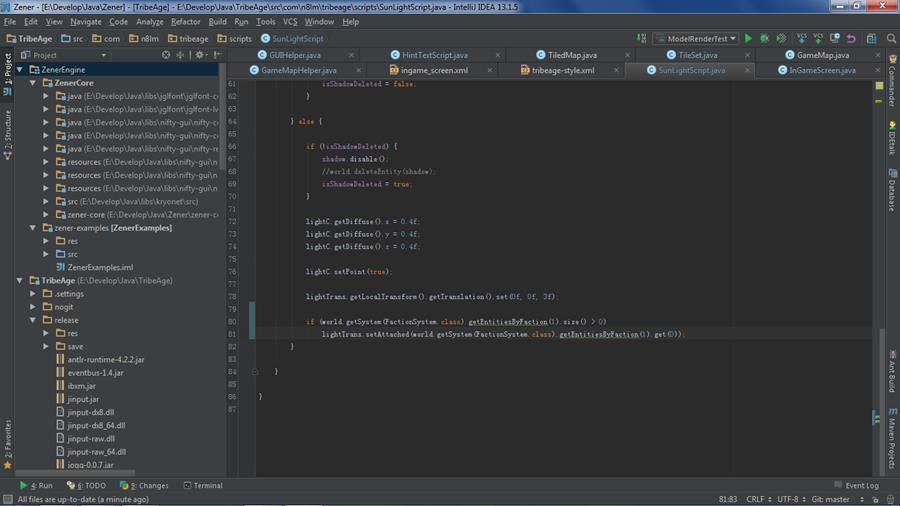 Zener - [E:\Develop\Java\Zener] - [TribeAge] - E:\Develop\Java\TribeAge\src\com\n8lm\tribeage\scripts\SunLightScript.java - IntelliJ IDEA 13.1.5
File Edit View Navigate Code Analyze Refactor Build Run Tools VCS Window Help
TribeAge src com n8lm tribeage scripts SunLightScript ModelRenderTest
Project
GUIHelper.java HintTextScript.java TiledMap.java TileSet.java GameMap.java
GameMapHelper.java ingame_screen.xml tribeage-style.xml SunLightScript.java InGameScreen.java
1: Project
7: Structure
2: Favorites
ZenerEngine
ZenerCore
java (E:\Develop\Java\libs\jglfont\jglfont-c
java (E:\Develop\Java\libs\jglfont\jglfont-l
java (E:\Develop\Java\libs\nifty-gui\nifty-c
java (E:\Develop\Java\libs\nifty-gui\nifty-c
java (E:\Develop\Java\libs\nifty-gui\nifty-r
resources (E:\Develop\Java\libs\nifty-gui\n
resources (E:\Develop\Java\libs\nifty-gui\n
resources (E:\Develop\Java\libs\nifty-gui\n
src (E:\Develop\Java\libs\kryonet\src)
zener-core (E:\Develop\Java\Zener\zener-c
zener-examples [ZenerExamples]
res
src
ZenerExamples.iml
TribeAge (E:\Develop\Java\TribeAge)
.settings
nogit
release
res
save
antlr-runtime-4.2.2.jar
eventbus-1.4.jar
ibxm.jar
jinput.jar
jinput-dx8.dll
jinput-dx8_64.dll
jinput-raw.dll
jinput-raw_64.dll
jogg-0.0.7.jar
61 isShadowDeleted = false;
62 }
63
64 } else {
65
66 if (!isShadowDeleted) {
67 shadow.disable();
68 //world.deleteEntity(shadow);
69 isShadowDeleted = true;
70 }
71
72 lightC.getDiffuse().x = 0.4f;
73 lightC.getDiffuse().y = 0.4f;
74 lightC.getDiffuse().z = 0.4f;
75
76 lightC.setPoint(true);
77
78 lightTrans.getLocalTransform().getTranslation().set(0f, 0f, 3f);
79
80 if (world.getSystem(FactionSystem.class).getEntitiesByFaction(1).size() > 0)
81 lightTrans.setAttached(world.getSystem(FactionSystem.class).getEntitiesByFaction(1).get(0));
82 }
83
84 }
85
86 }
87
Commander
IDEtalk
Database
Ant Build
Maven Projects
4: Run 6: TODO 9: Changes Terminal Event Log
All files are up-to-date (a minute ago) 81:83 CRLF UTF-8 Git: master